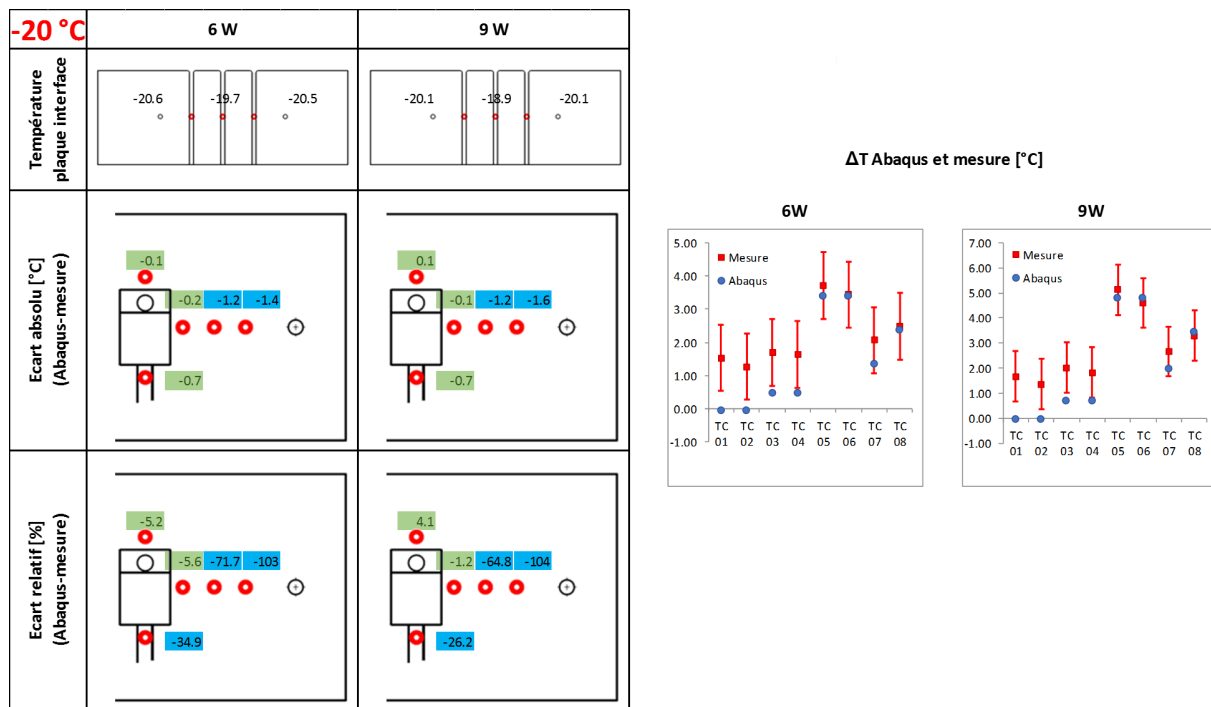 -20 °C
6 W
9 W
Température plaque interface
-20.6
-19.7
-20.5
-20.1
-18.9
-20.1
Ecart absolu [°C]
(Abaqus-mesure)
-0.1
-0.2
-1.2
-1.4
-0.7
0.1
-0.1
-1.2
-1.6
-0.7
Ecart relatif [%]
(Abaqus-mesure)
-5.2
-5.6
-71.7
-103
-34.9
4.1
-1.2
-64.8
-104
-26.2
ΔT Abaqus et mesure [°C]
6W
5.00
4.00
3.00
2.00
1.00
0.00
-1.00
Mesure
Abaqus
TC 01
TC 02
TC 03
TC 04
TC 05
TC 06
TC 07
TC 08
9W
7.00
6.00
5.00
4.00
3.00
2.00
1.00
0.00
-1.00
Mesure
Abaqus
TC 01
TC 02
TC 03
TC 04
TC 05
TC 06
TC 07
TC 08